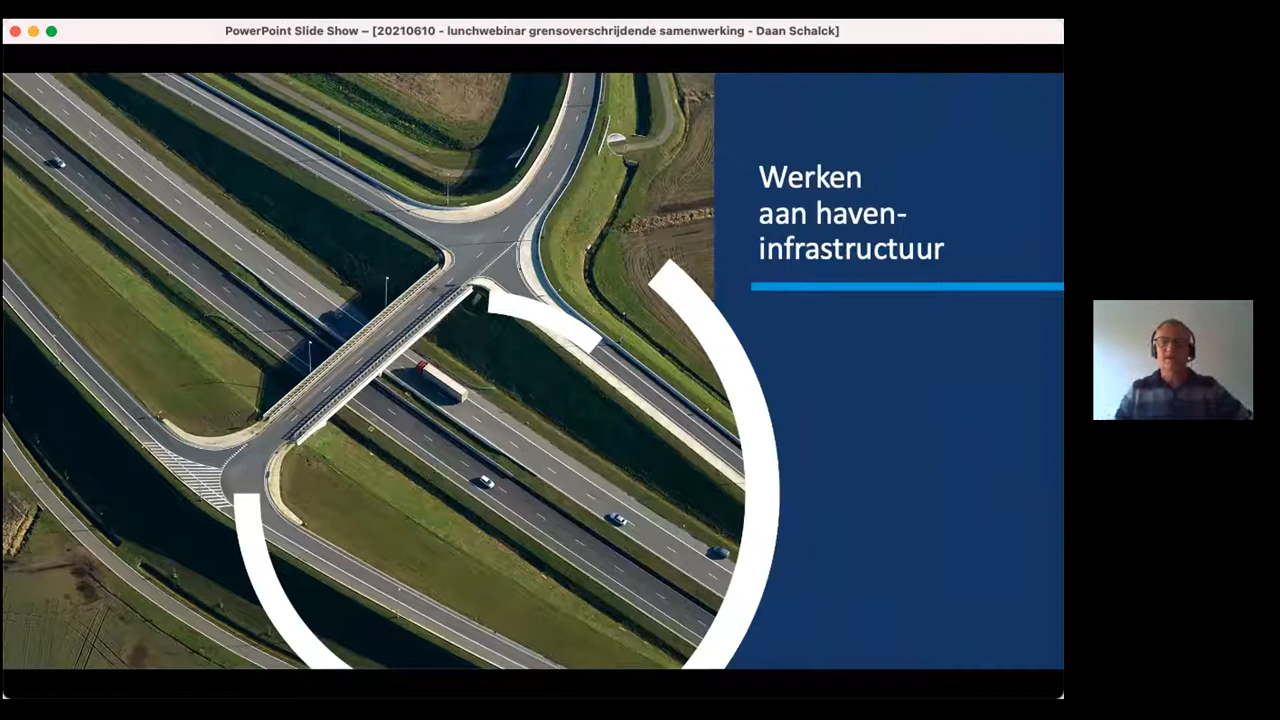 PowerPoint Slide Show – [20210610 - lunchwebinar grensoverschrijdende samenwerking - Daan Schalck]
Werken
aan haven-
infrastructuur